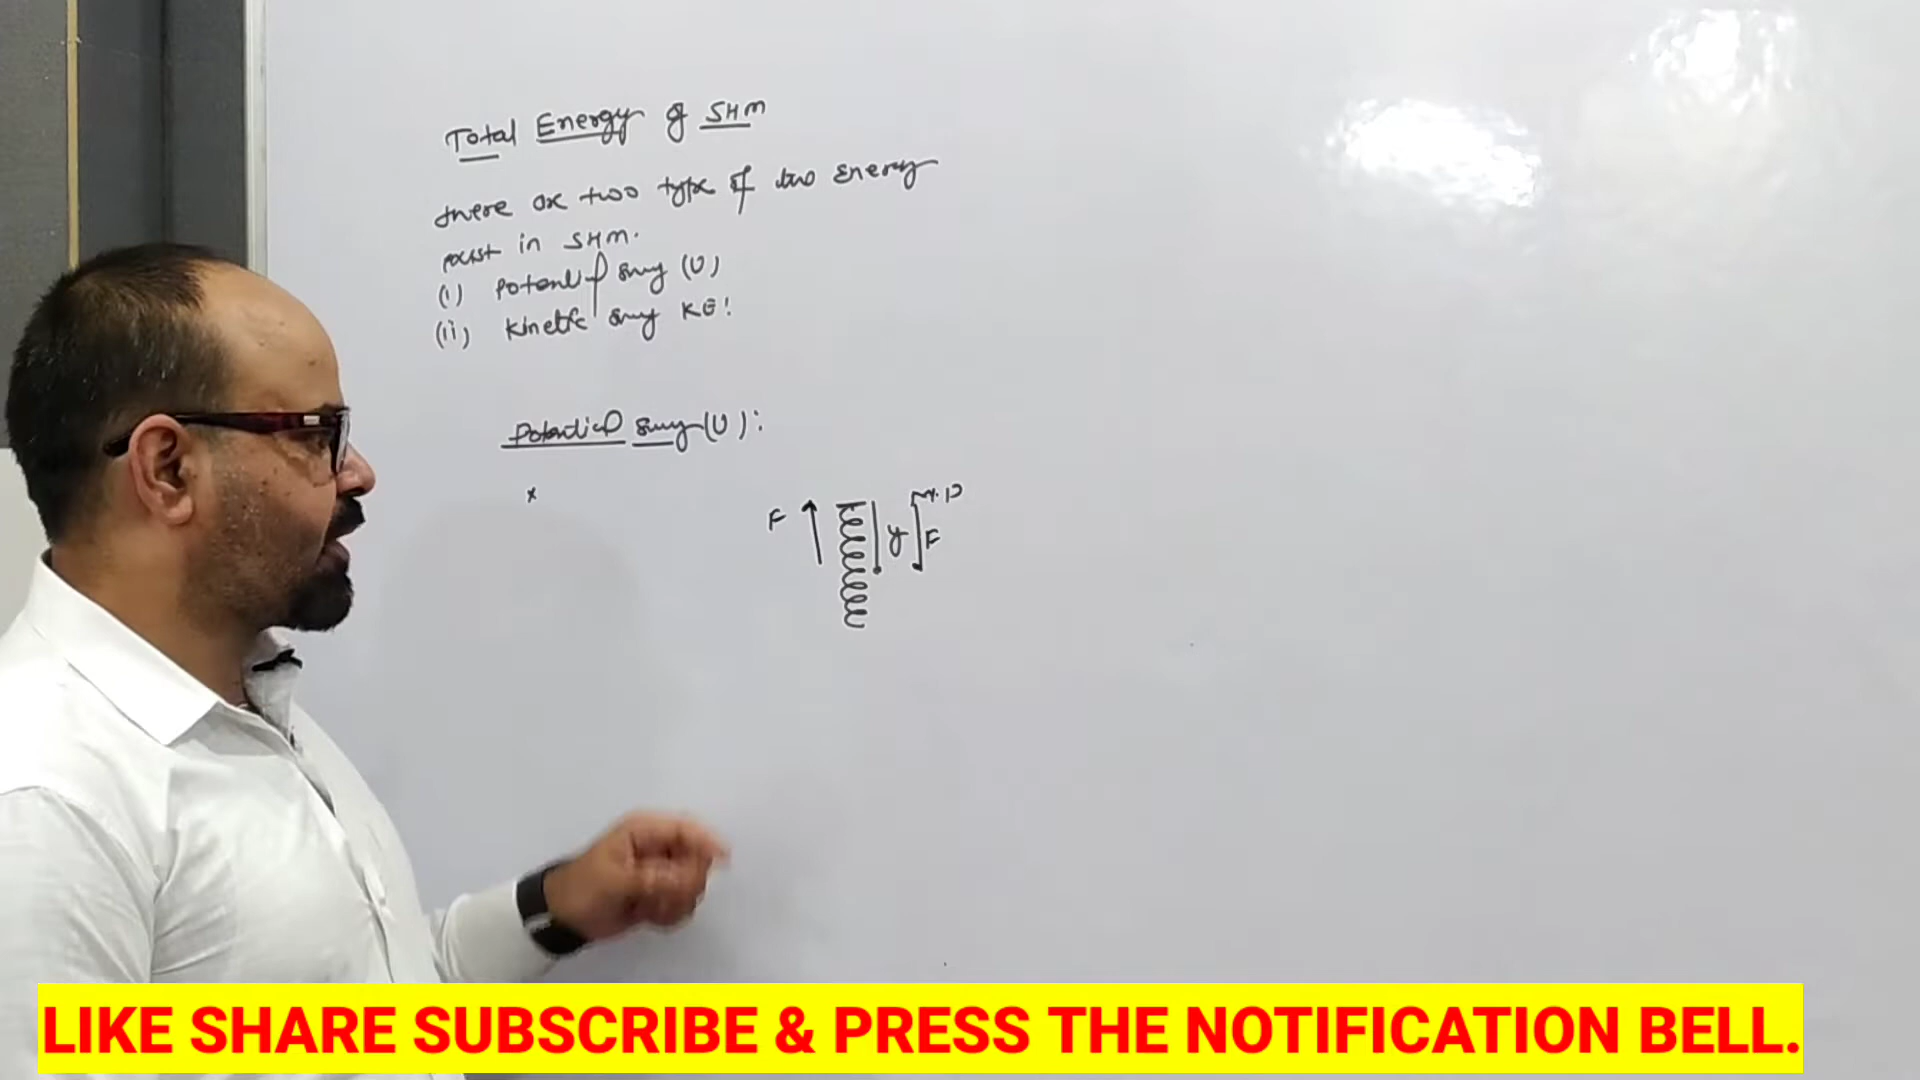 Total Energy of SHM
there are two type of two energy
exist in SHM.
(i) Potential Energy (U)
(ii) Kinetic Energy KE!
Potential Energy (U):
x
F y M.P
F
LIKE SHARE SUBSCRIBE & PRESS THE NOTIFICATION BELL.